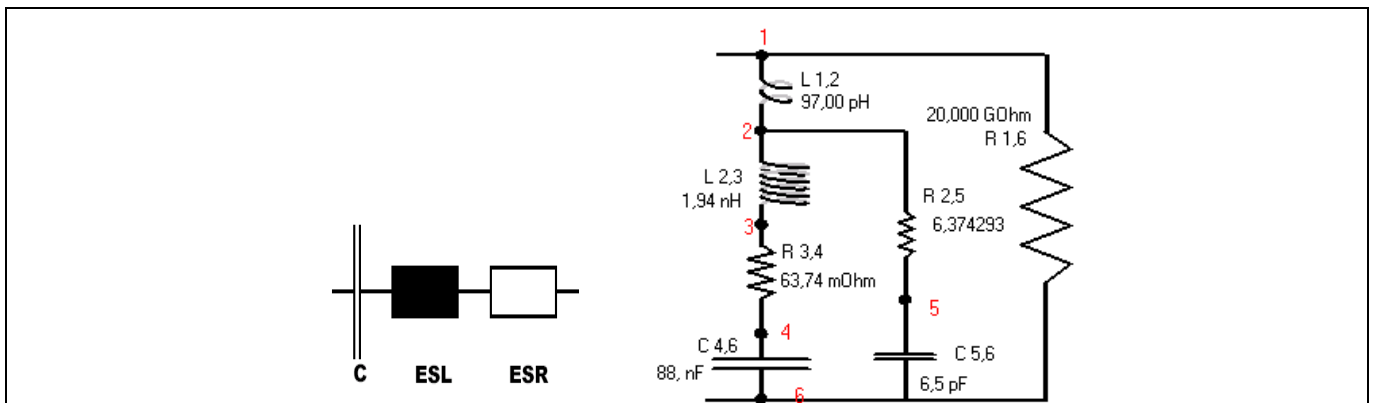 1
L 1,2
97,00 pH
2
20,000 GOhm
R 1,6
L 2,3
1,94 nH
R 2,5
6,374293
3
R 3,4
63,74 mOhm
5
4
C 4,6
88, nF
C 5,6
6,5 pF
6
C ESL ESR